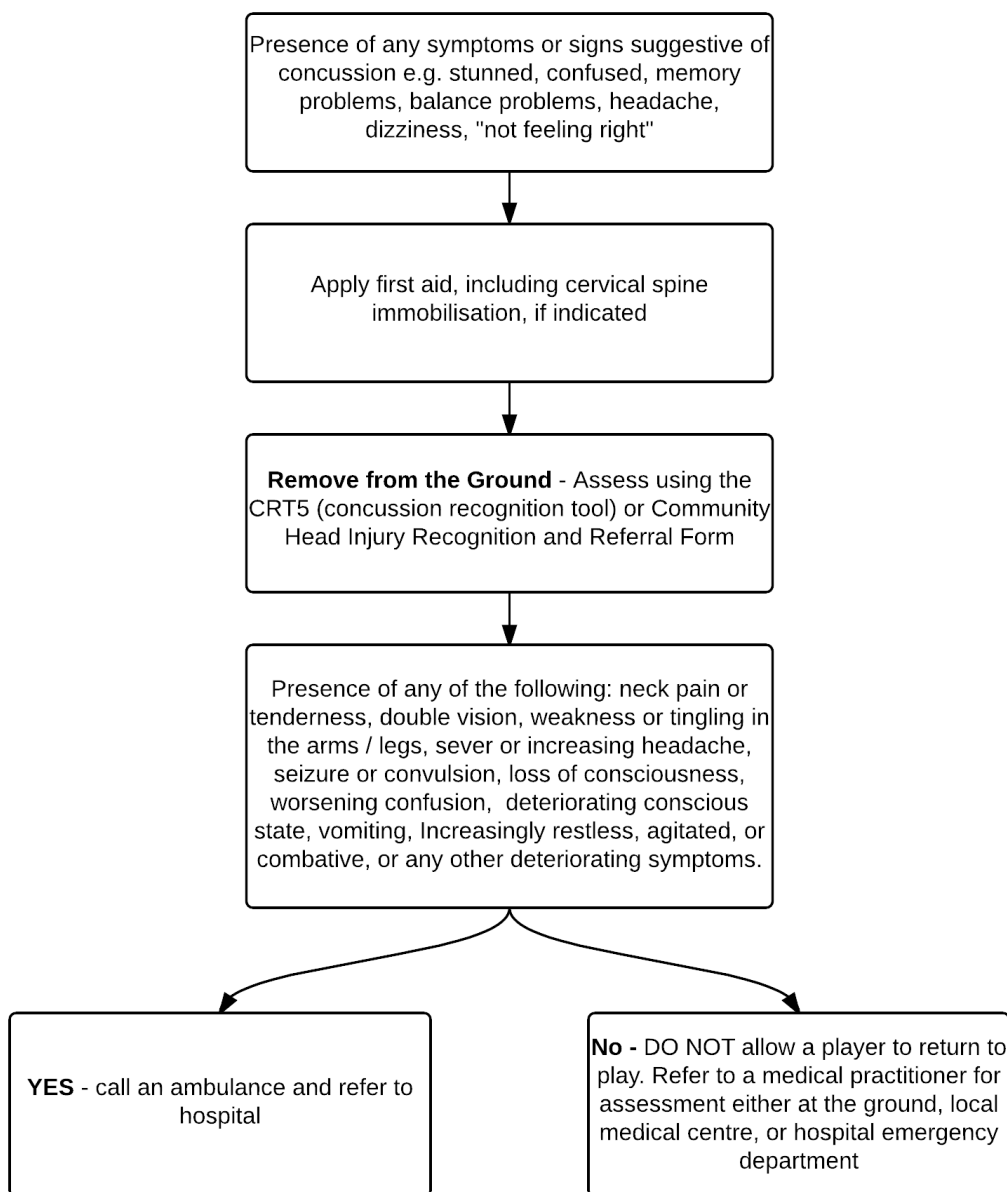 Presence of any symptoms or signs suggestive of
concussion e.g. stunned, confused, memory
problems, balance problems, headache,
dizziness, "not feeling right"
Apply first aid, including cervical spine
immobilisation, if indicated
Remove from the Ground - Assess using the
CRT5 (concussion recognition tool) or Community
Head Injury Recognition and Referral Form
Presence of any of the following: neck pain or
tenderness, double vision, weakness or tingling in
the arms / legs, sever or increasing headache,
seizure or convulsion, loss of consciousness,
worsening confusion,  deteriorating conscious
state, vomiting, Increasingly restless, agitated, or
combative, or any other deteriorating symptoms.
YES - call an ambulance and refer to
hospital
No - DO NOT allow a player to return to
play. Refer to a medical practitioner for
assessment either at the ground, local
medical centre, or hospital emergency
department